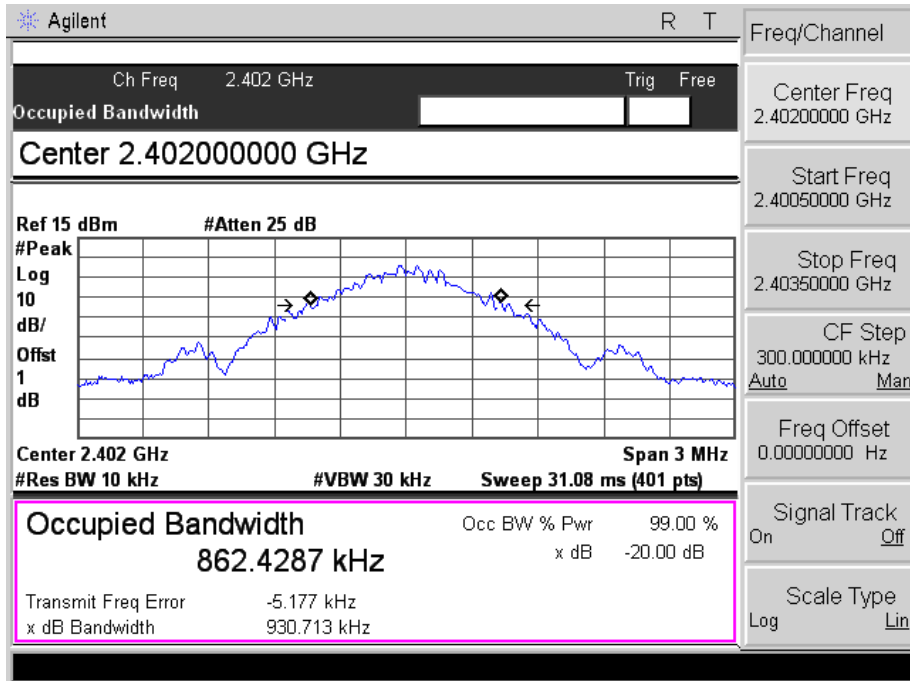 Agilent R T
Ch Freq 2.402 GHz Trig Free
Occupied Bandwidth
Center 2.402000000 GHz
Ref 15 dBm #Atten 25 dB
#Peak
Log
10
dB/
Offst
1
dB
Center 2.402 GHz Span 3 MHz
#Res BW 10 kHz #VBW 30 kHz Sweep 31.08 ms (401 pts)
Occupied Bandwidth Occ BW % Pwr 99.00 %
862.4287 kHz x dB -20.00 dB
Transmit Freq Error -5.177 kHz
x dB Bandwidth 930.713 kHz
Freq/Channel
Center Freq
2.40200000 GHz
Start Freq
2.40050000 GHz
Stop Freq
2.40350000 GHz
CF Step
300.000000 kHz
Auto Man
Freq Offset
0.00000000 Hz
Signal Track
On Off
Scale Type
Log Lin